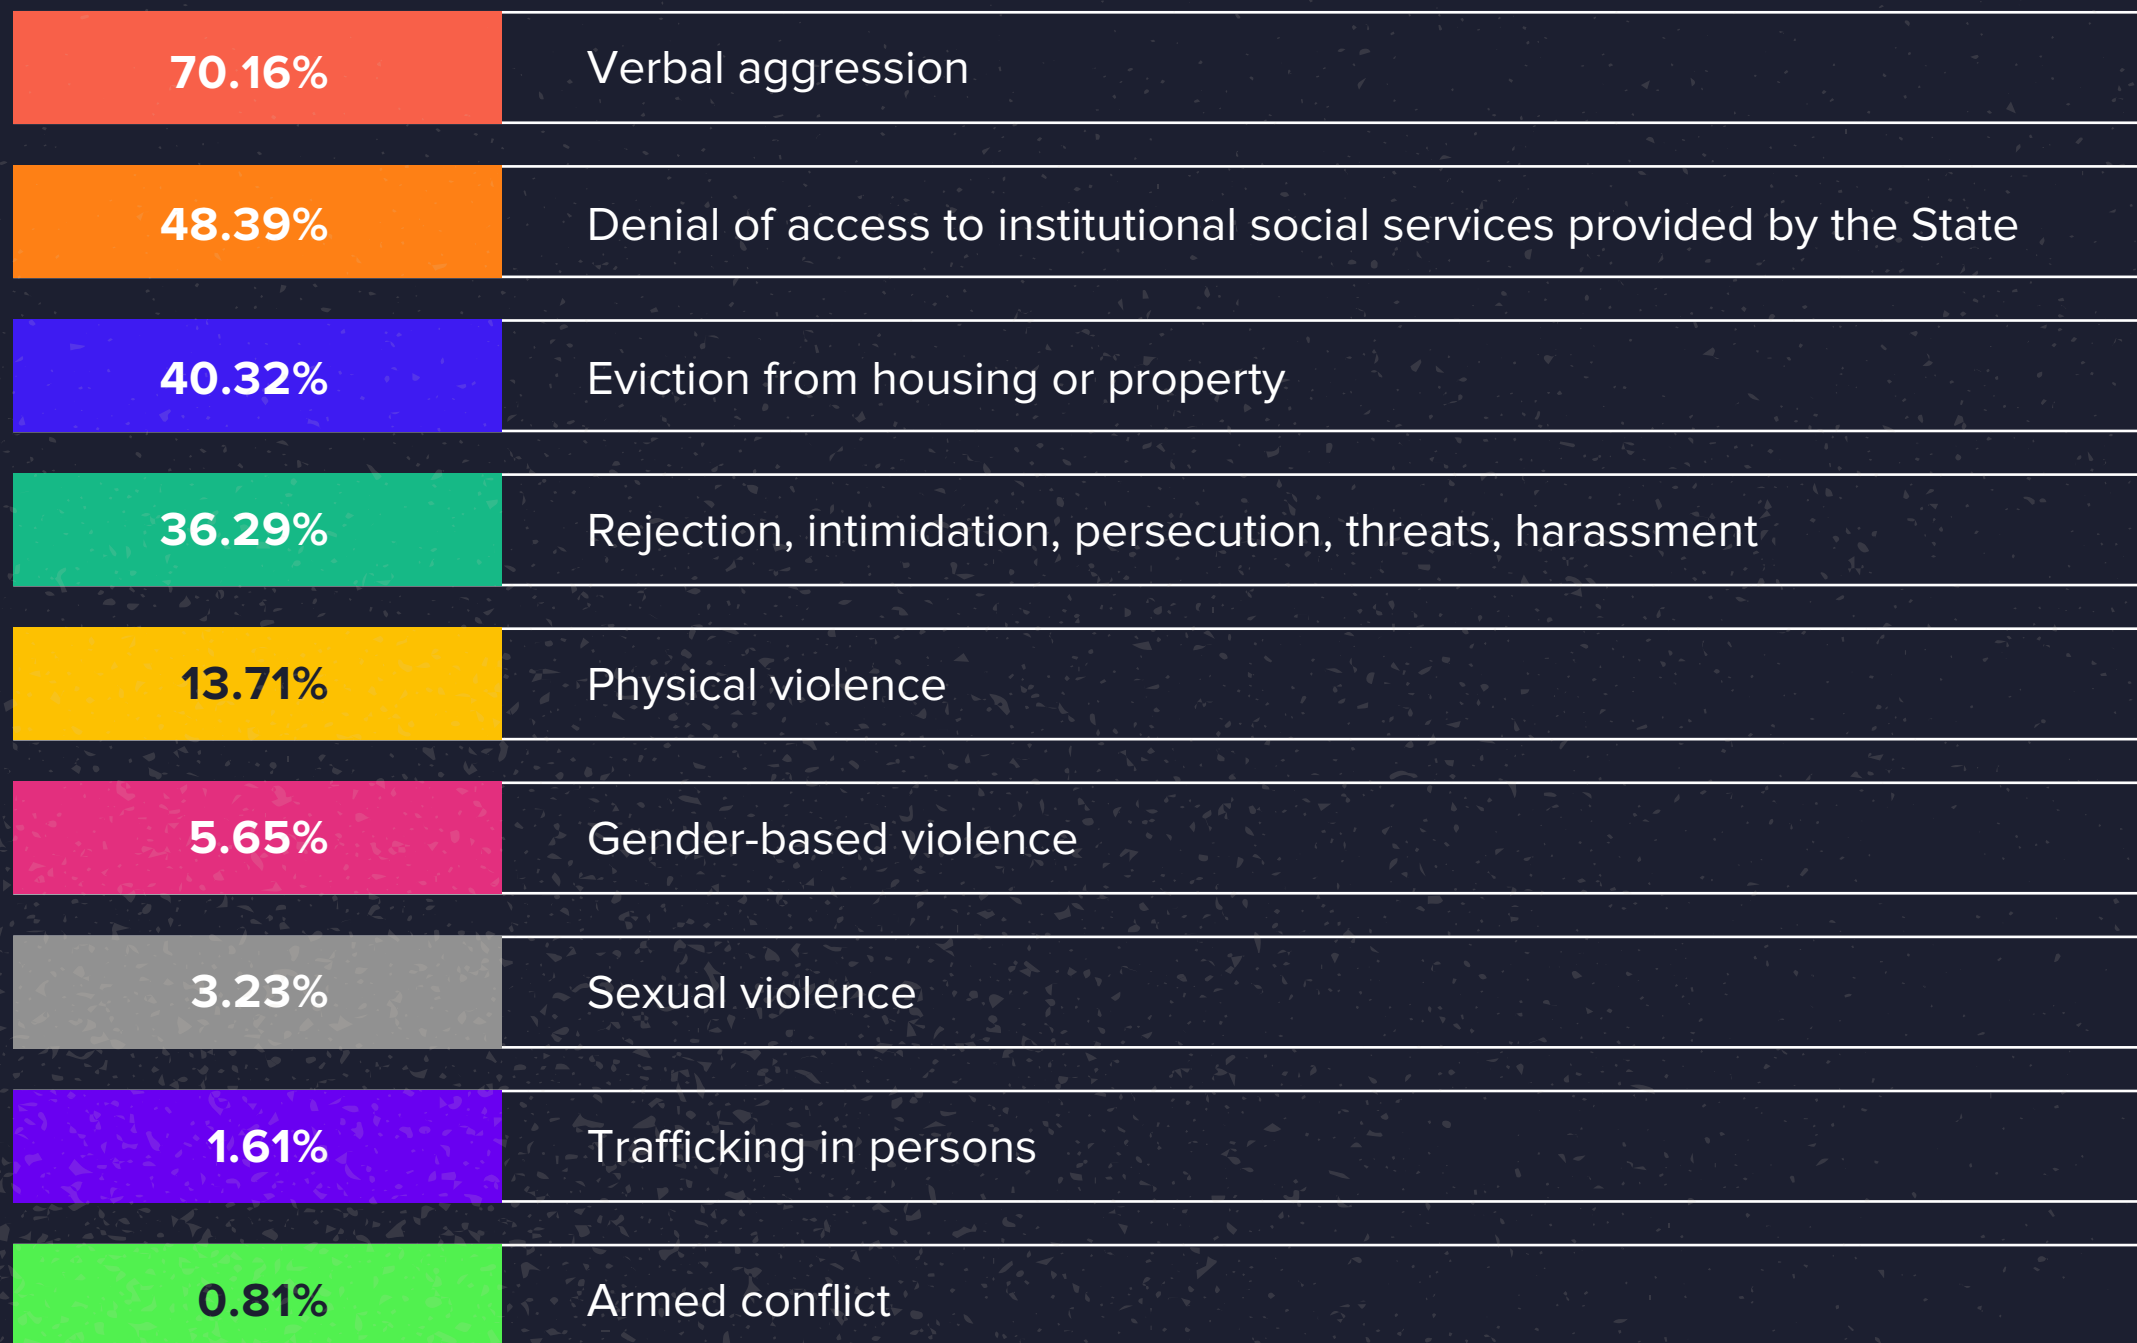 70.16% Verbal aggression
48.39% Denial of access to institutional social services provided by the State
40.32% Eviction from housing or property
36.29% Rejection, intimidation, persecution, threats, harassment
13.71% Physical violence
5.65% Gender-based violence
3.23% Sexual violence
1.61% Trafficking in persons
0.81% Armed conflict